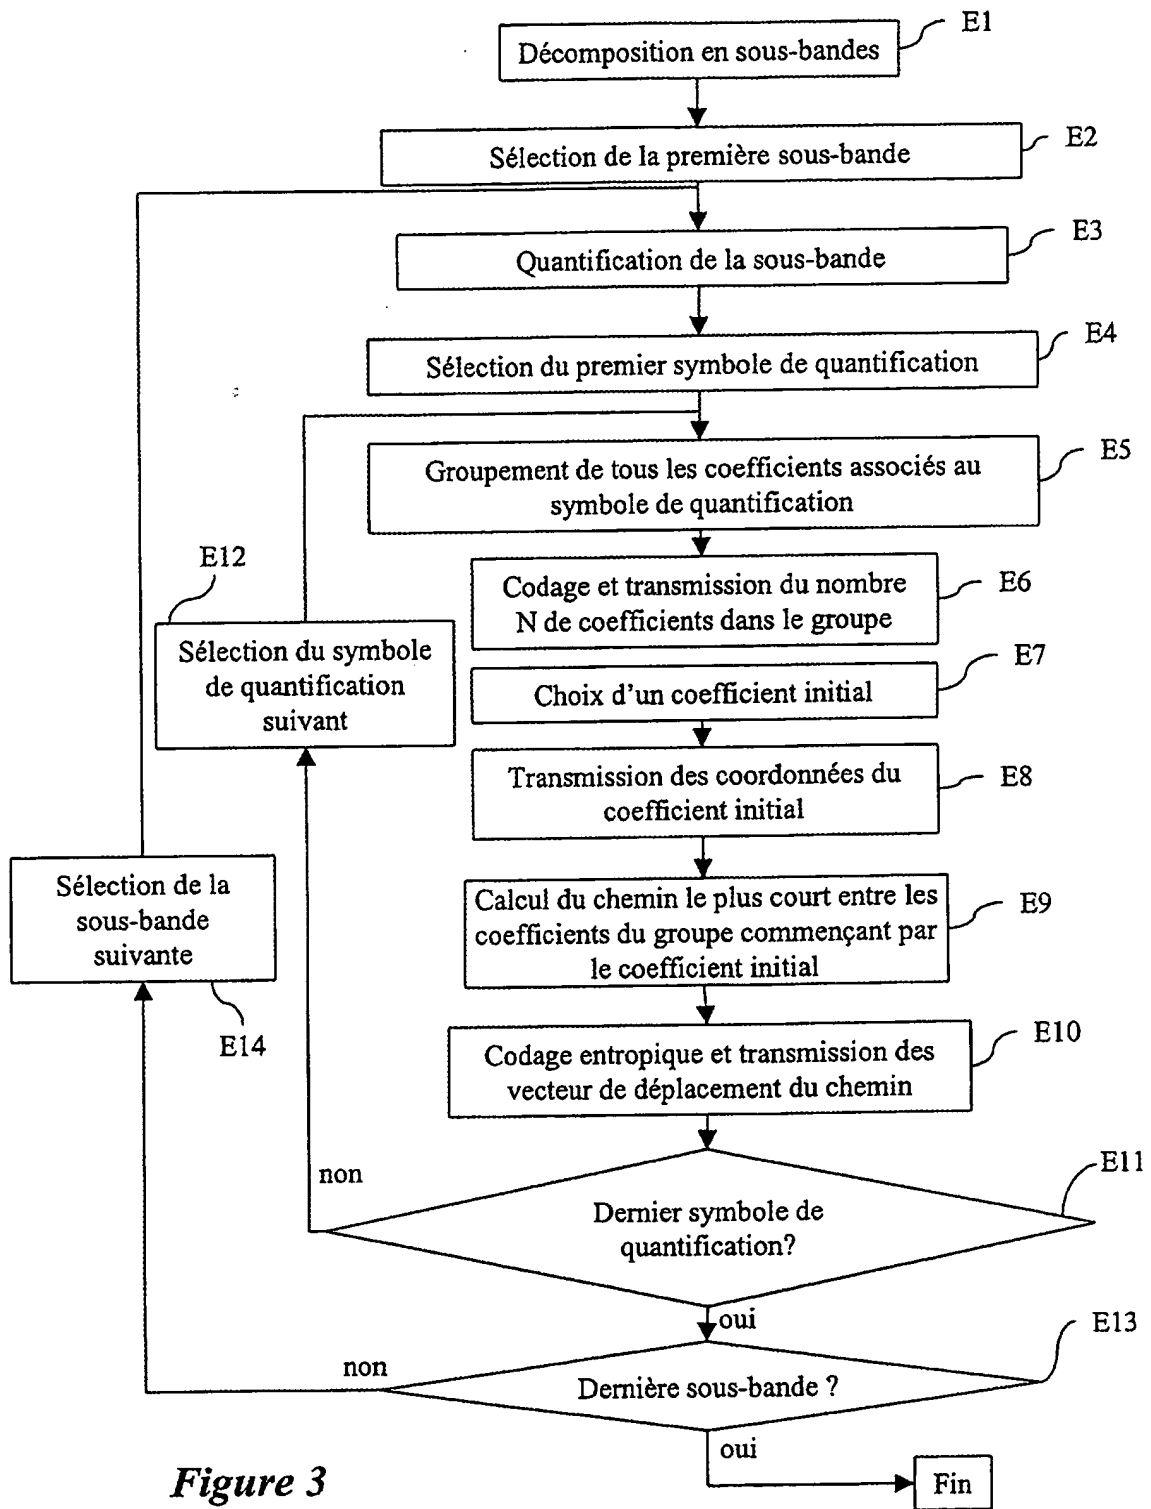 Décomposition en sous-bandes
E1
Sélection de la première sous-bande
E2
Quantification de la sous-bande
E3
Sélection du premier symbole de quantification
E4
Groupement de tous les coefficients associés au
symbole de quantification
E5
E12
Codage et transmission du nombre
N de coefficients dans le groupe
E6
Sélection du symbole
de quantification
suivant
Choix d'un coefficient initial
E7
Transmission des coordonnées du
coefficient initial
E8
Sélection de la
sous-bande
suivante
E14
Calcul du chemin le plus court entre les
coefficients du groupe commençant par
le coefficient initial
E9
Codage entropique et transmission des
vecteur de déplacement du chemin
E10
non
Dernier symbole de
quantification?
E11
oui
non
Dernière sous-bande ?
E13
oui
Fin
Figure 3